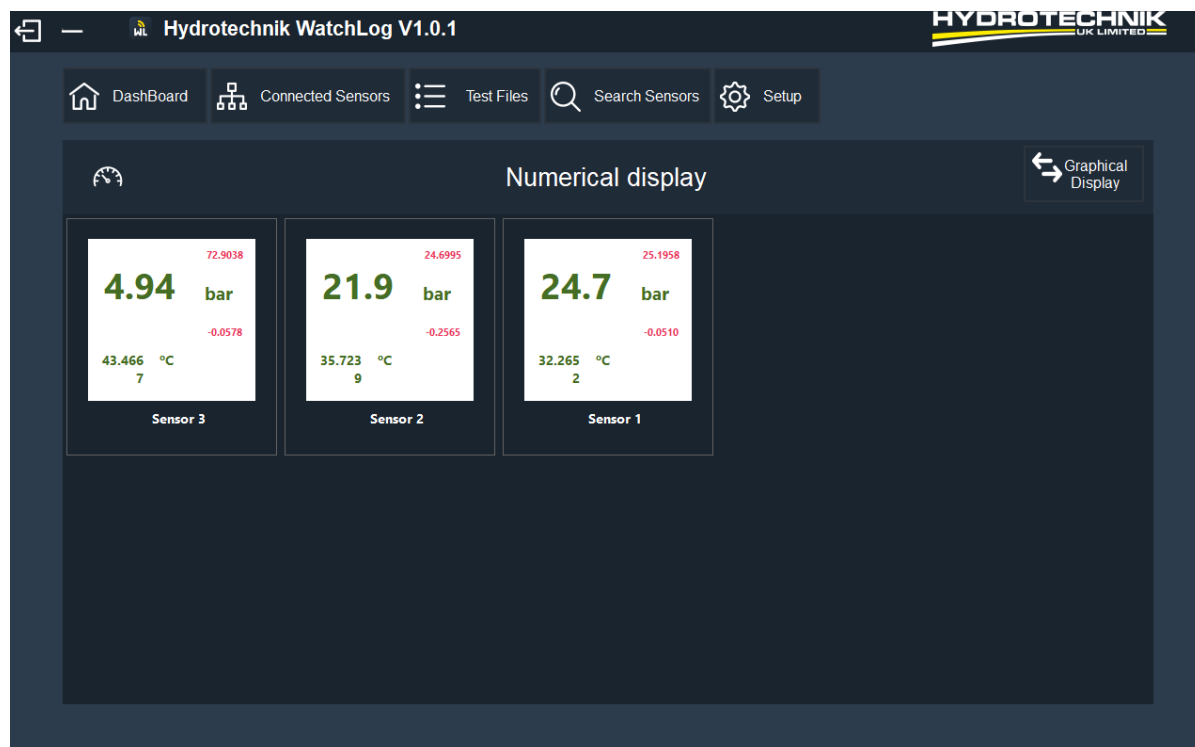 WL Hydrotechnik WatchLog V1.0.1
HYDROTECHNIK
UK LIMITED
DashBoard Connected Sensors Test Files Search Sensors Setup
Numerical display
Graphical
Display
72.9038
4.94 bar
-0.0578
43.466 °C
7
Sensor 3
24.6995
21.9 bar
-0.2565
35.723 °C
9
Sensor 2
25.1958
24.7 bar
-0.0510
32.265 °C
2
Sensor 1